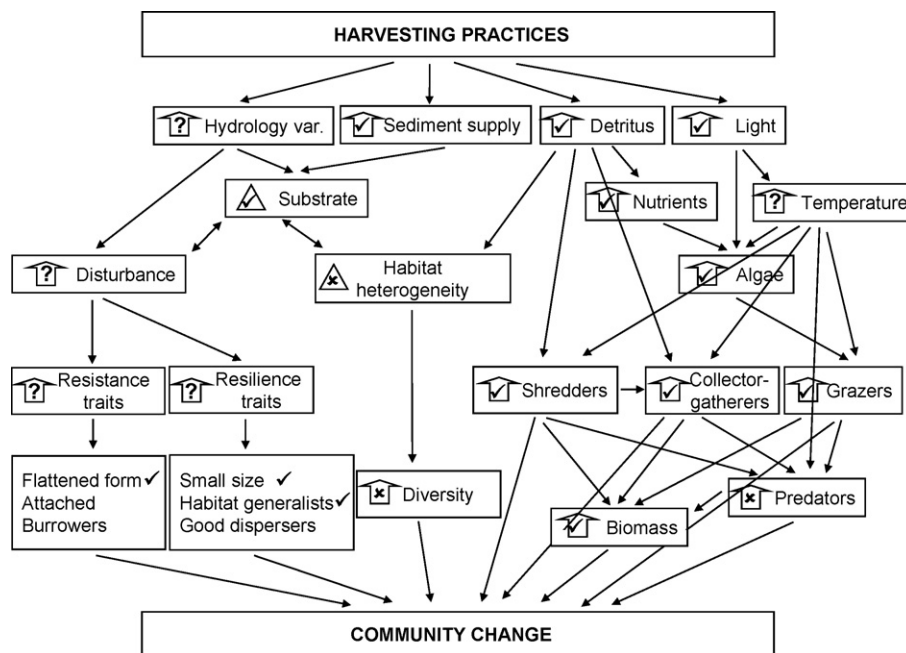 HARVESTING PRACTICES
? Hydrology var.
✓ Sediment supply
✓ Detritus
✓ Light
✓ Substrate
✓ Nutrients
? Temperature
? Disturbance
× Habitat
heterogeneity
✓ Algae
? Resistance
traits
? Resilience
traits
✓ Shredders
✓ Collector-
gatherers
✓ Grazers
Flattened form ✓
Attached
Burrowers
Small size ✓
Habitat generalists ✓
Good dispersers
× Diversity
✓ Biomass
× Predators
COMMUNITY CHANGE